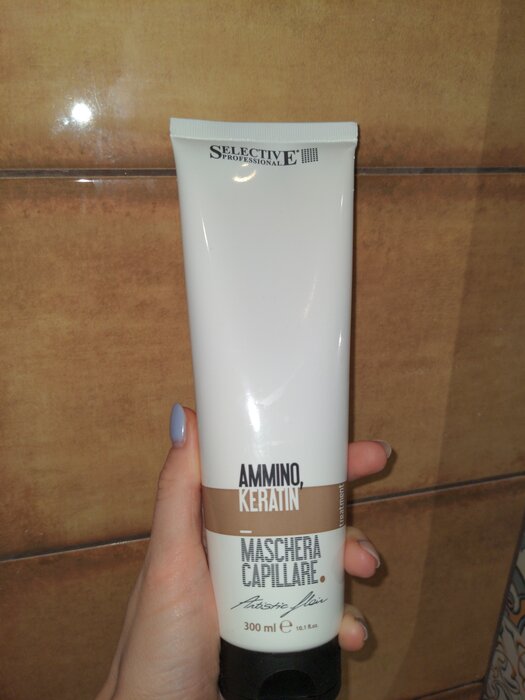 SELECTIVE
PROFESSIONAL
AMMINO,
KERATIN
treatment
MASCHERA
CAPILLARE.
Artistic Flair
300 ml e 10.1 fl.oz.